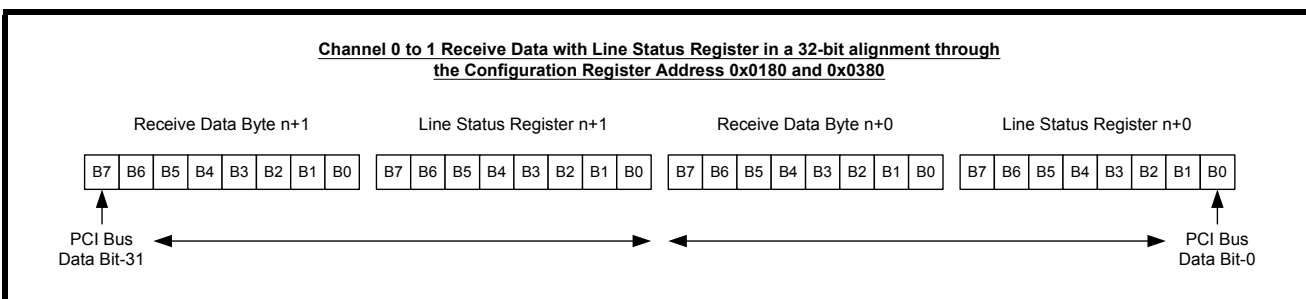 Channel 0 to 1 Receive Data with Line Status Register in a 32-bit alignment through
the Configuration Register Address 0x0180 and 0x0380
Receive Data Byte n+1 Line Status Register n+1 Receive Data Byte n+0 Line Status Register n+0
B7 B6 B5 B4 B3 B2 B1 B0 B7 B6 B5 B4 B3 B2 B1 B0 B7 B6 B5 B4 B3 B2 B1 B0 B7 B6 B5 B4 B3 B2 B1 B0
PCI Bus
Data Bit-31
PCI Bus
Data Bit-0